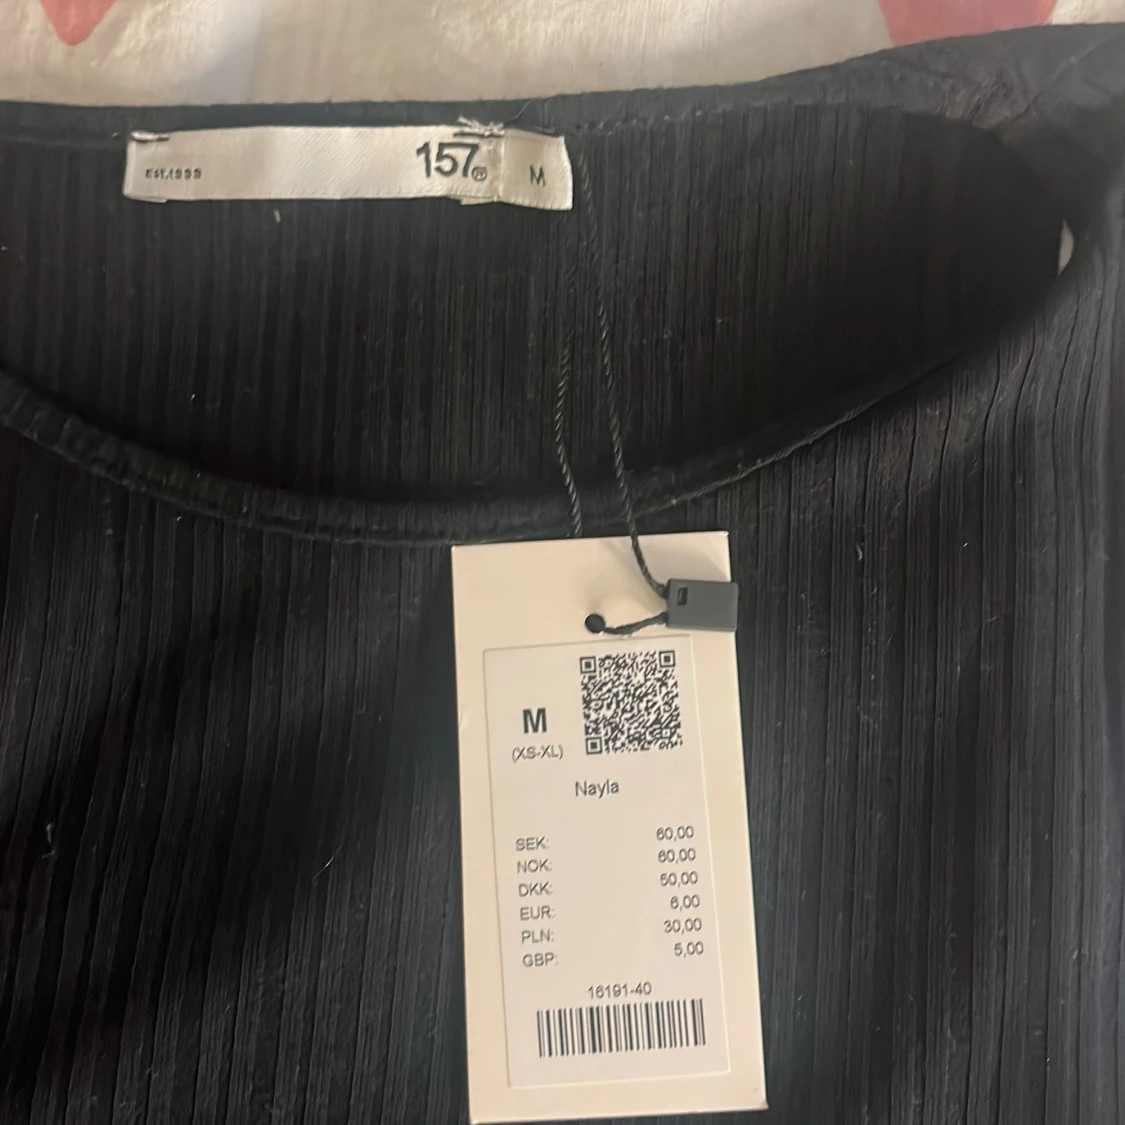 Est.1999
157® M
M
(XS-XL)
Nayla
SEK: 60,00
NOK: 60,00
DKK: 50,00
EUR: 6,00
PLN: 30,00
GBP: 5,00
16191-40